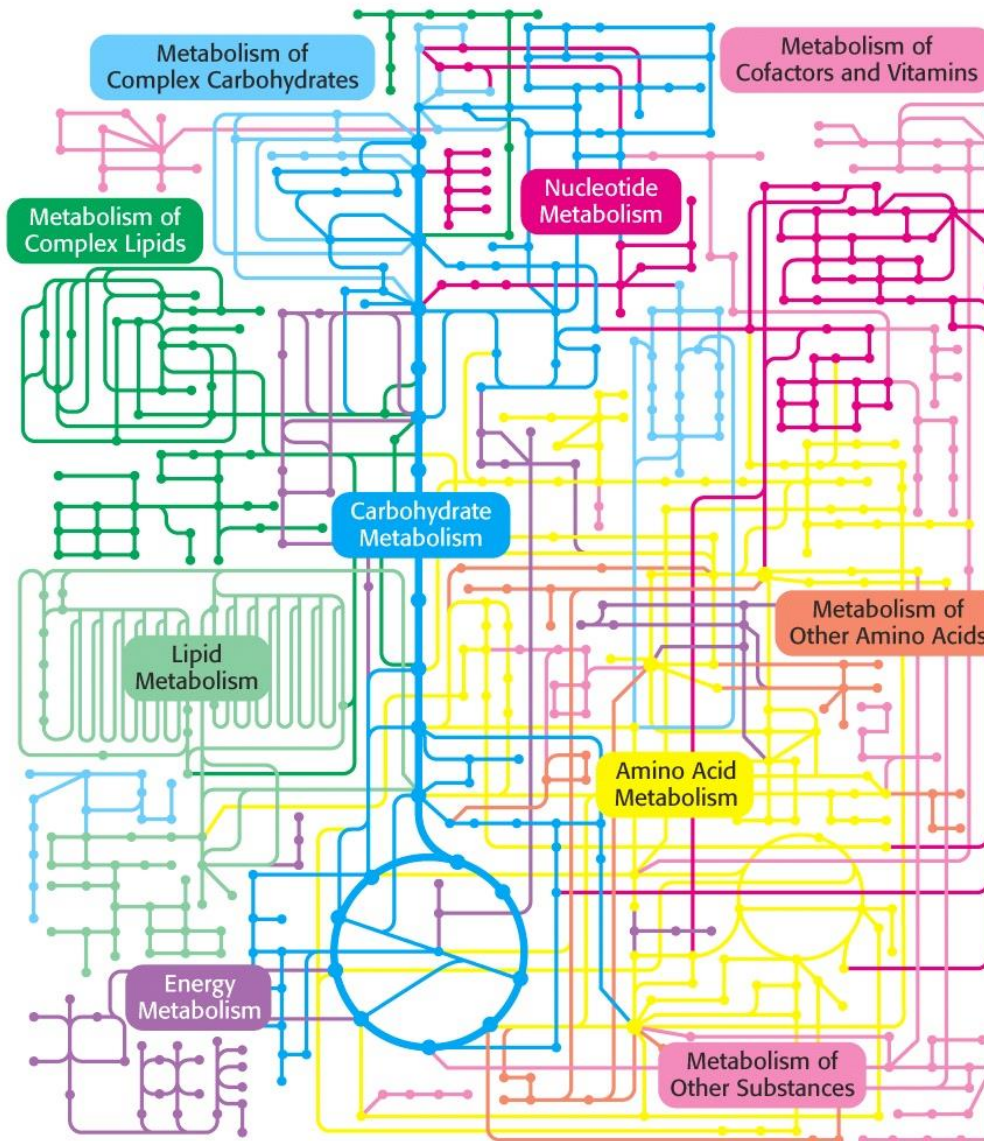 Metabolism of
Complex Carbohydrates
Metabolism of
Cofactors and Vitamins
Nucleotide
Metabolism
Metabolism of
Complex Lipids
Carbohydrate
Metabolism
Metabolism of
Other Amino Acids
Lipid
Metabolism
Amino Acid
Metabolism
Energy
Metabolism
Metabolism of
Other Substances